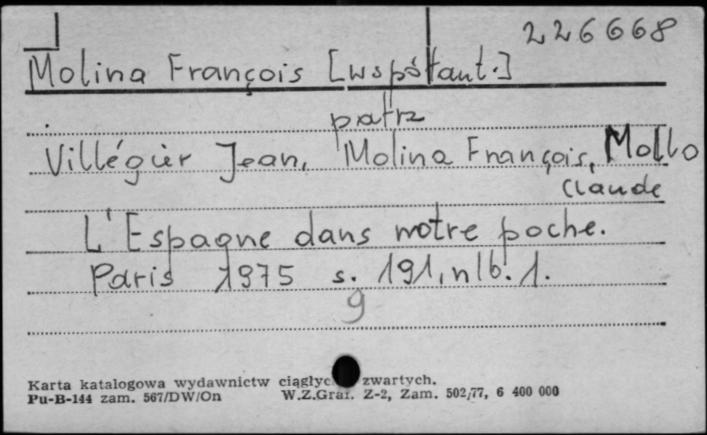 226668
Molina François [współaut.]
patrz
Villégier Jean, Molina François, Mollo
Claude
L'Espagne dans notre poche.
Paris 1975 s. 191, nlb. 1.
9
Karta katalogowa wydawnictw ciągłyc zwartych.
Pu-B-144 zam. 567/DW/On W.Z.Graf. Z-2, Zam. 502/77, 6 400 000